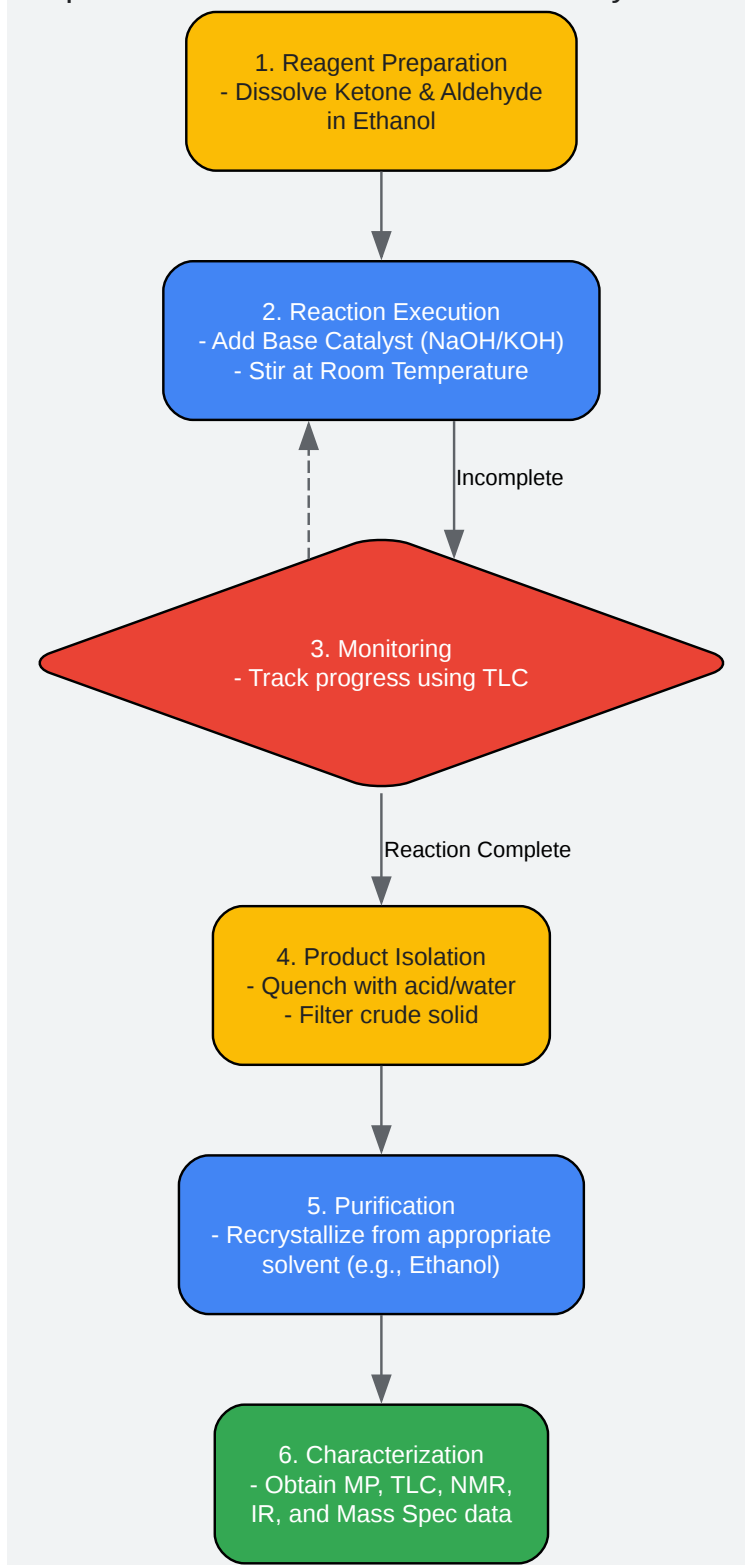 1. Reagent Preparation
- Dissolve Ketone & Aldehyde
in Ethanol
2. Reaction Execution
- Add Base Catalyst (NaOH/KOH)
- Stir at Room Temperature
Incomplete
3. Monitoring
- Track progress using TLC
Reaction Complete
4. Product Isolation
- Quench with acid/water
- Filter crude solid
5. Purification
- Recrystallize from appropriate
solvent (e.g., Ethanol)
6. Characterization
- Obtain MP, TLC, NMR,
IR, and Mass Spec data